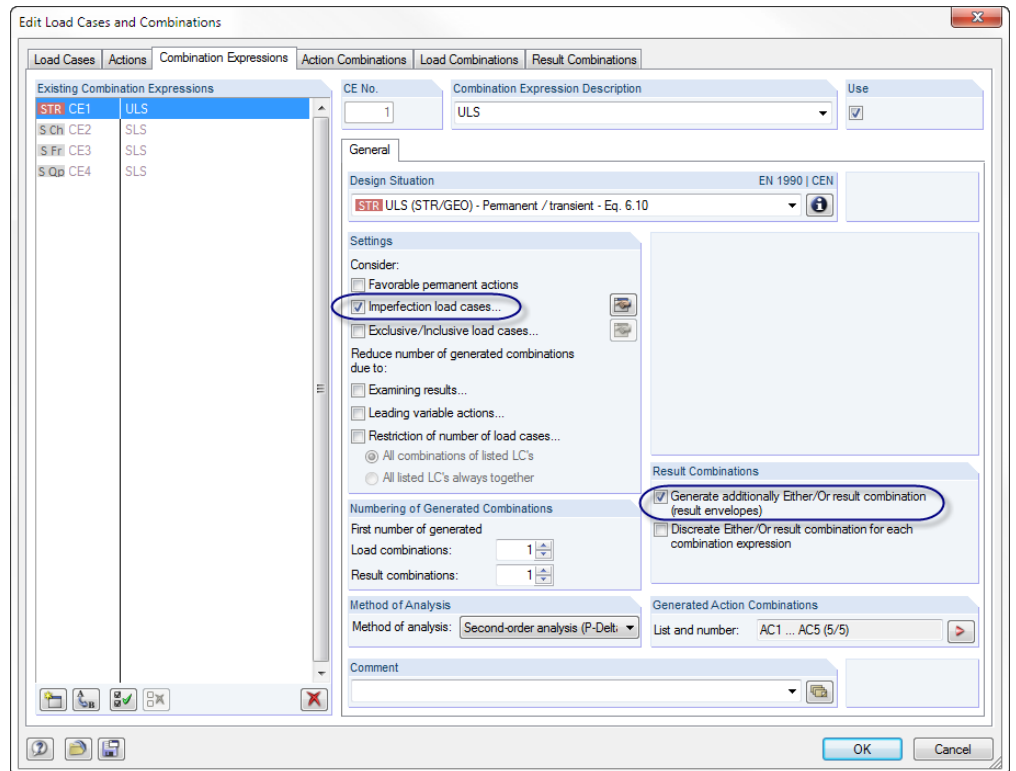 Edit Load Cases and Combinations
Load Cases Actions Combination Expressions Action Combinations Load Combinations Result Combinations
Existing Combination Expressions
STR CE1 ULS
S Ch CE2 SLS
S Fr CE3 SLS
S Qp CE4 SLS
CE No.
1
Combination Expression Description
ULS
Use
General
Design Situation EN 1990 | CEN
STR ULS (STR/GEO) - Permanent / transient - Eq. 6.10
Settings
Consider:
Favorable permanent actions
Imperfection load cases...
Exclusive/Inclusive load cases...
Reduce number of generated combinations
due to:
Examining results...
Leading variable actions...
Restriction of number of load cases...
All combinations of listed LC's
All listed LC's always together
Numbering of Generated Combinations
First number of generated
Load combinations: 1
Result combinations: 1
Method of Analysis
Method of analysis: Second-order analysis (P-Delt
Result Combinations
Generate additionally Either/Or result combination
(result envelopes)
Discreate Either/Or result combination for each
combination expression
Generated Action Combinations
List and number: AC1 ... AC5 (5/5)
Comment
OK Cancel